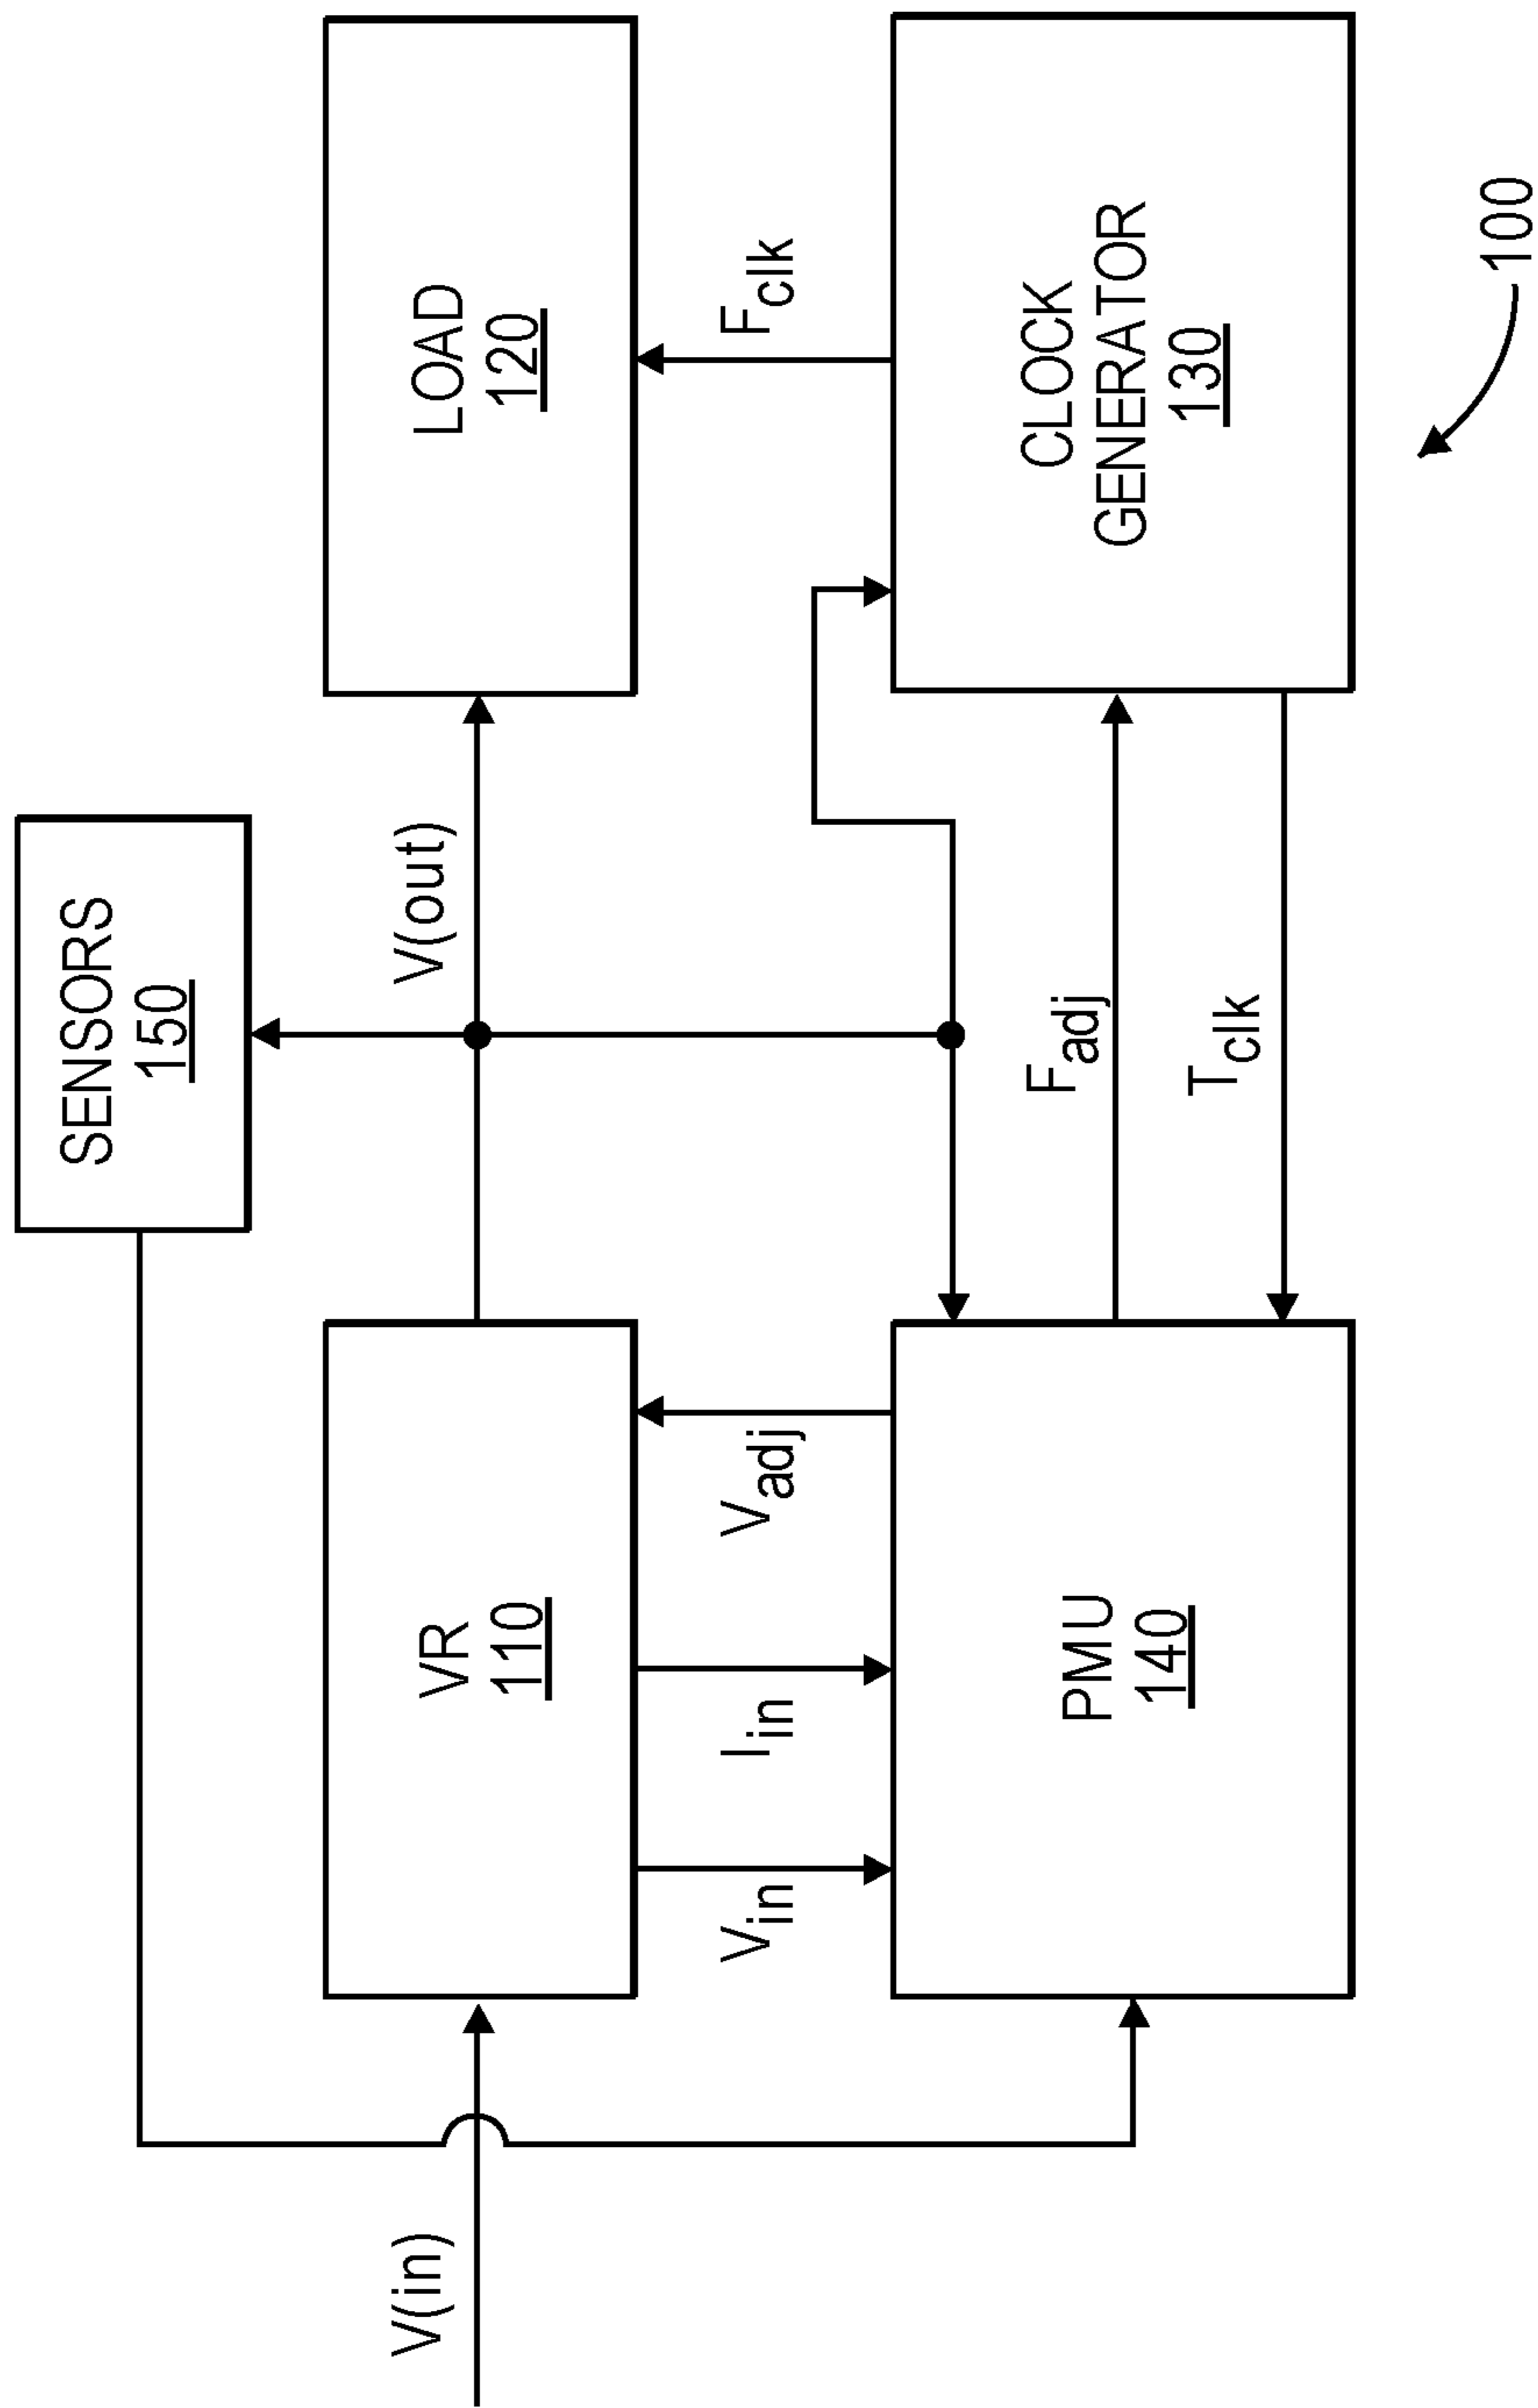 SENSORS
150
V(in)
VR
110
V(out)
LOAD
120
Vin
Iin
Vadj
Fclk
PMU
140
Fadj
Tclk
CLOCK
GENERATOR
130
100